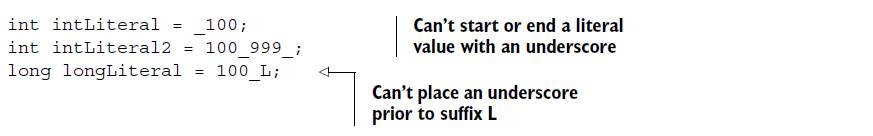 int intLiteral = _100;
int intLiteral2 = 100_999_;
long longLiteral = 100_L;
Can't start or end a literal
value with an underscore
Can't place an underscore
prior to suffix L